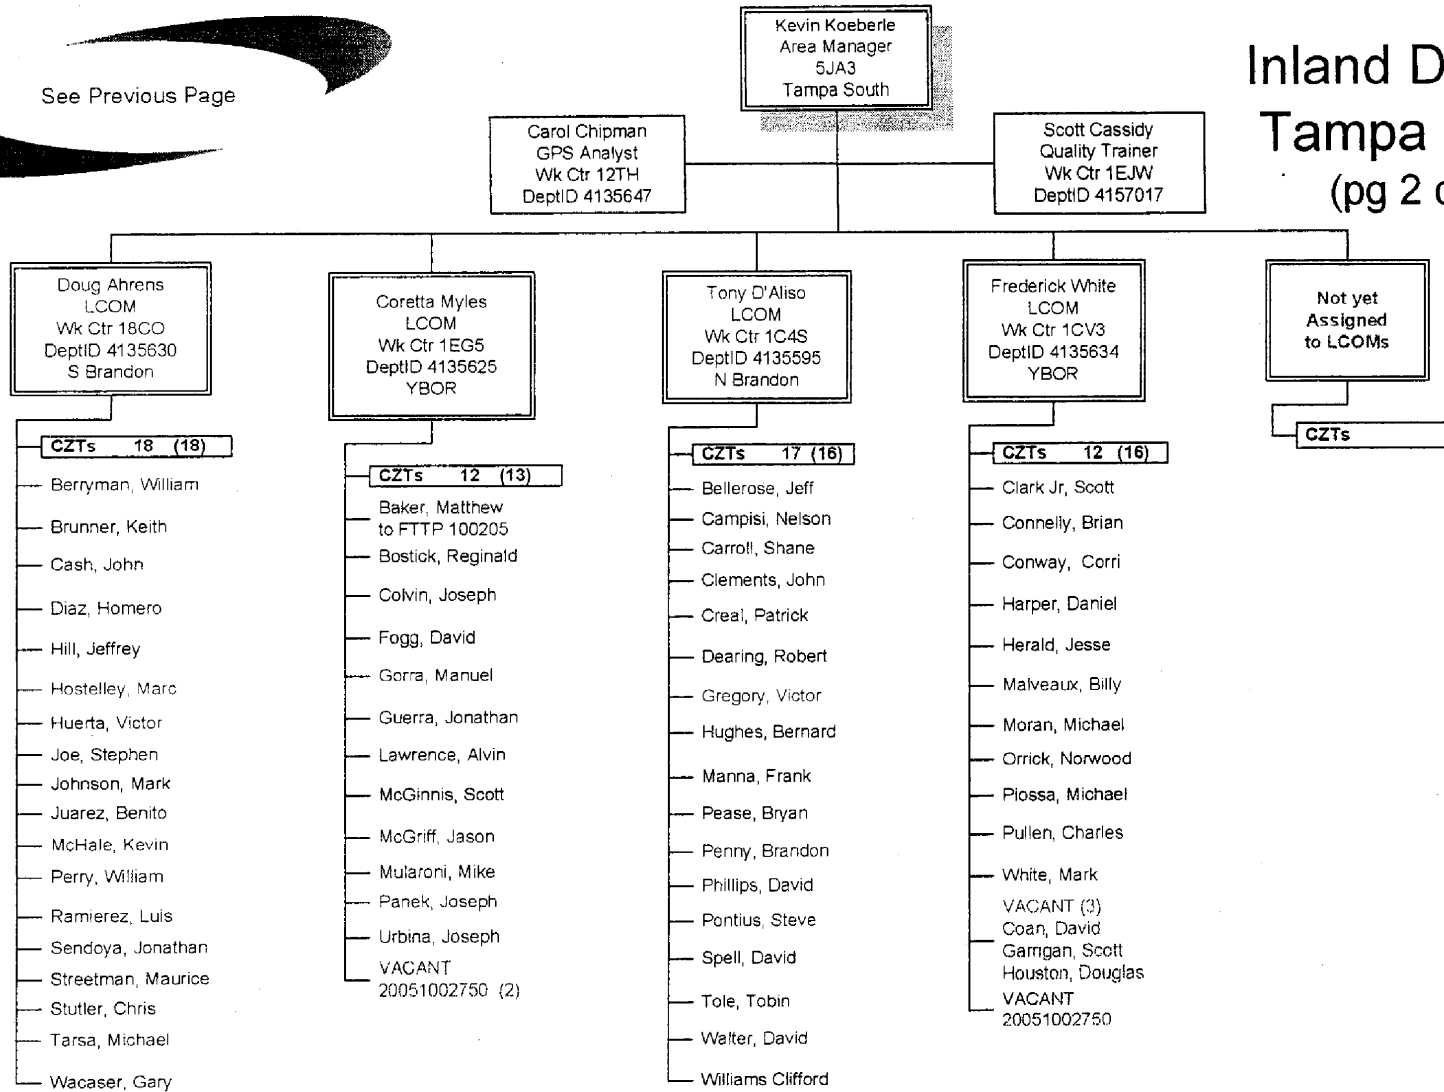 See Previous Page
Kevin Koeberle
Area Manager
5JA3
Tampa South
Inland D
Tampa
(pg 2
Carol Chipman
GPS Analyst
Wk Ctr 12TH
DeptID 4135647
Scott Cassidy
Quality Trainer
Wk Ctr 1EJW
DeptID 4157017
Doug Ahrens
LCOM
Wk Ctr 18CO
DeptID 4135630
S Brandon
CZTs 18 (18)
Berryman, William
Brunner, Keith
Cash, John
Diaz, Homero
Hill, Jeffrey
Hostelley, Marc
Huerta, Victor
Joe, Stephen
Johnson, Mark
Juarez, Benito
McHale, Kevin
Perry, William
Ramierez, Luis
Sendoya, Jonathan
Streetman, Maurice
Stutler, Chris
Tarsa, Michael
Wacaser, Gary
Coretta Myles
LCOM
Wk Ctr 1EG5
DeptID 4135625
YBOR
CZTs 12 (13)
Baker, Matthew
to FTTP 100205
Bostick, Reginald
Colvin, Joseph
Fogg, David
Gorra, Manuel
Guerra, Jonathan
Lawrence, Alvin
McGinnis, Scott
McGriff, Jason
Mularoni, Mike
Panek, Joseph
Urbina, Joseph
VACANT
20051002750 (2)
Tony D'Aliso
LCOM
Wk Ctr 1C4S
DeptID 4135595
N Brandon
CZTs 17 (16)
Bellerose, Jeff
Campisi, Nelson
Carroll, Shane
Clements, John
Creal, Patrick
Dearing, Robert
Gregory, Victor
Hughes, Bernard
Manna, Frank
Pease, Bryan
Penny, Brandon
Phillips, David
Pontius, Steve
Spell, David
Tole, Tobin
Walter, David
Williams Clifford
Frederick White
LCOM
Wk Ctr 1CV3
DeptID 4135634
YBOR
CZTs 12 (16)
Clark Jr, Scott
Connelly, Brian
Conway, Corri
Harper, Daniel
Herald, Jesse
Malveaux, Billy
Moran, Michael
Orrick, Norwood
Plossa, Michael
Pullen, Charles
White, Mark
VACANT (3)
Coan, David
Garrigan, Scott
Houston, Douglas
VACANT
20051002750
Not yet
Assigned
to LCOMs
CZTs